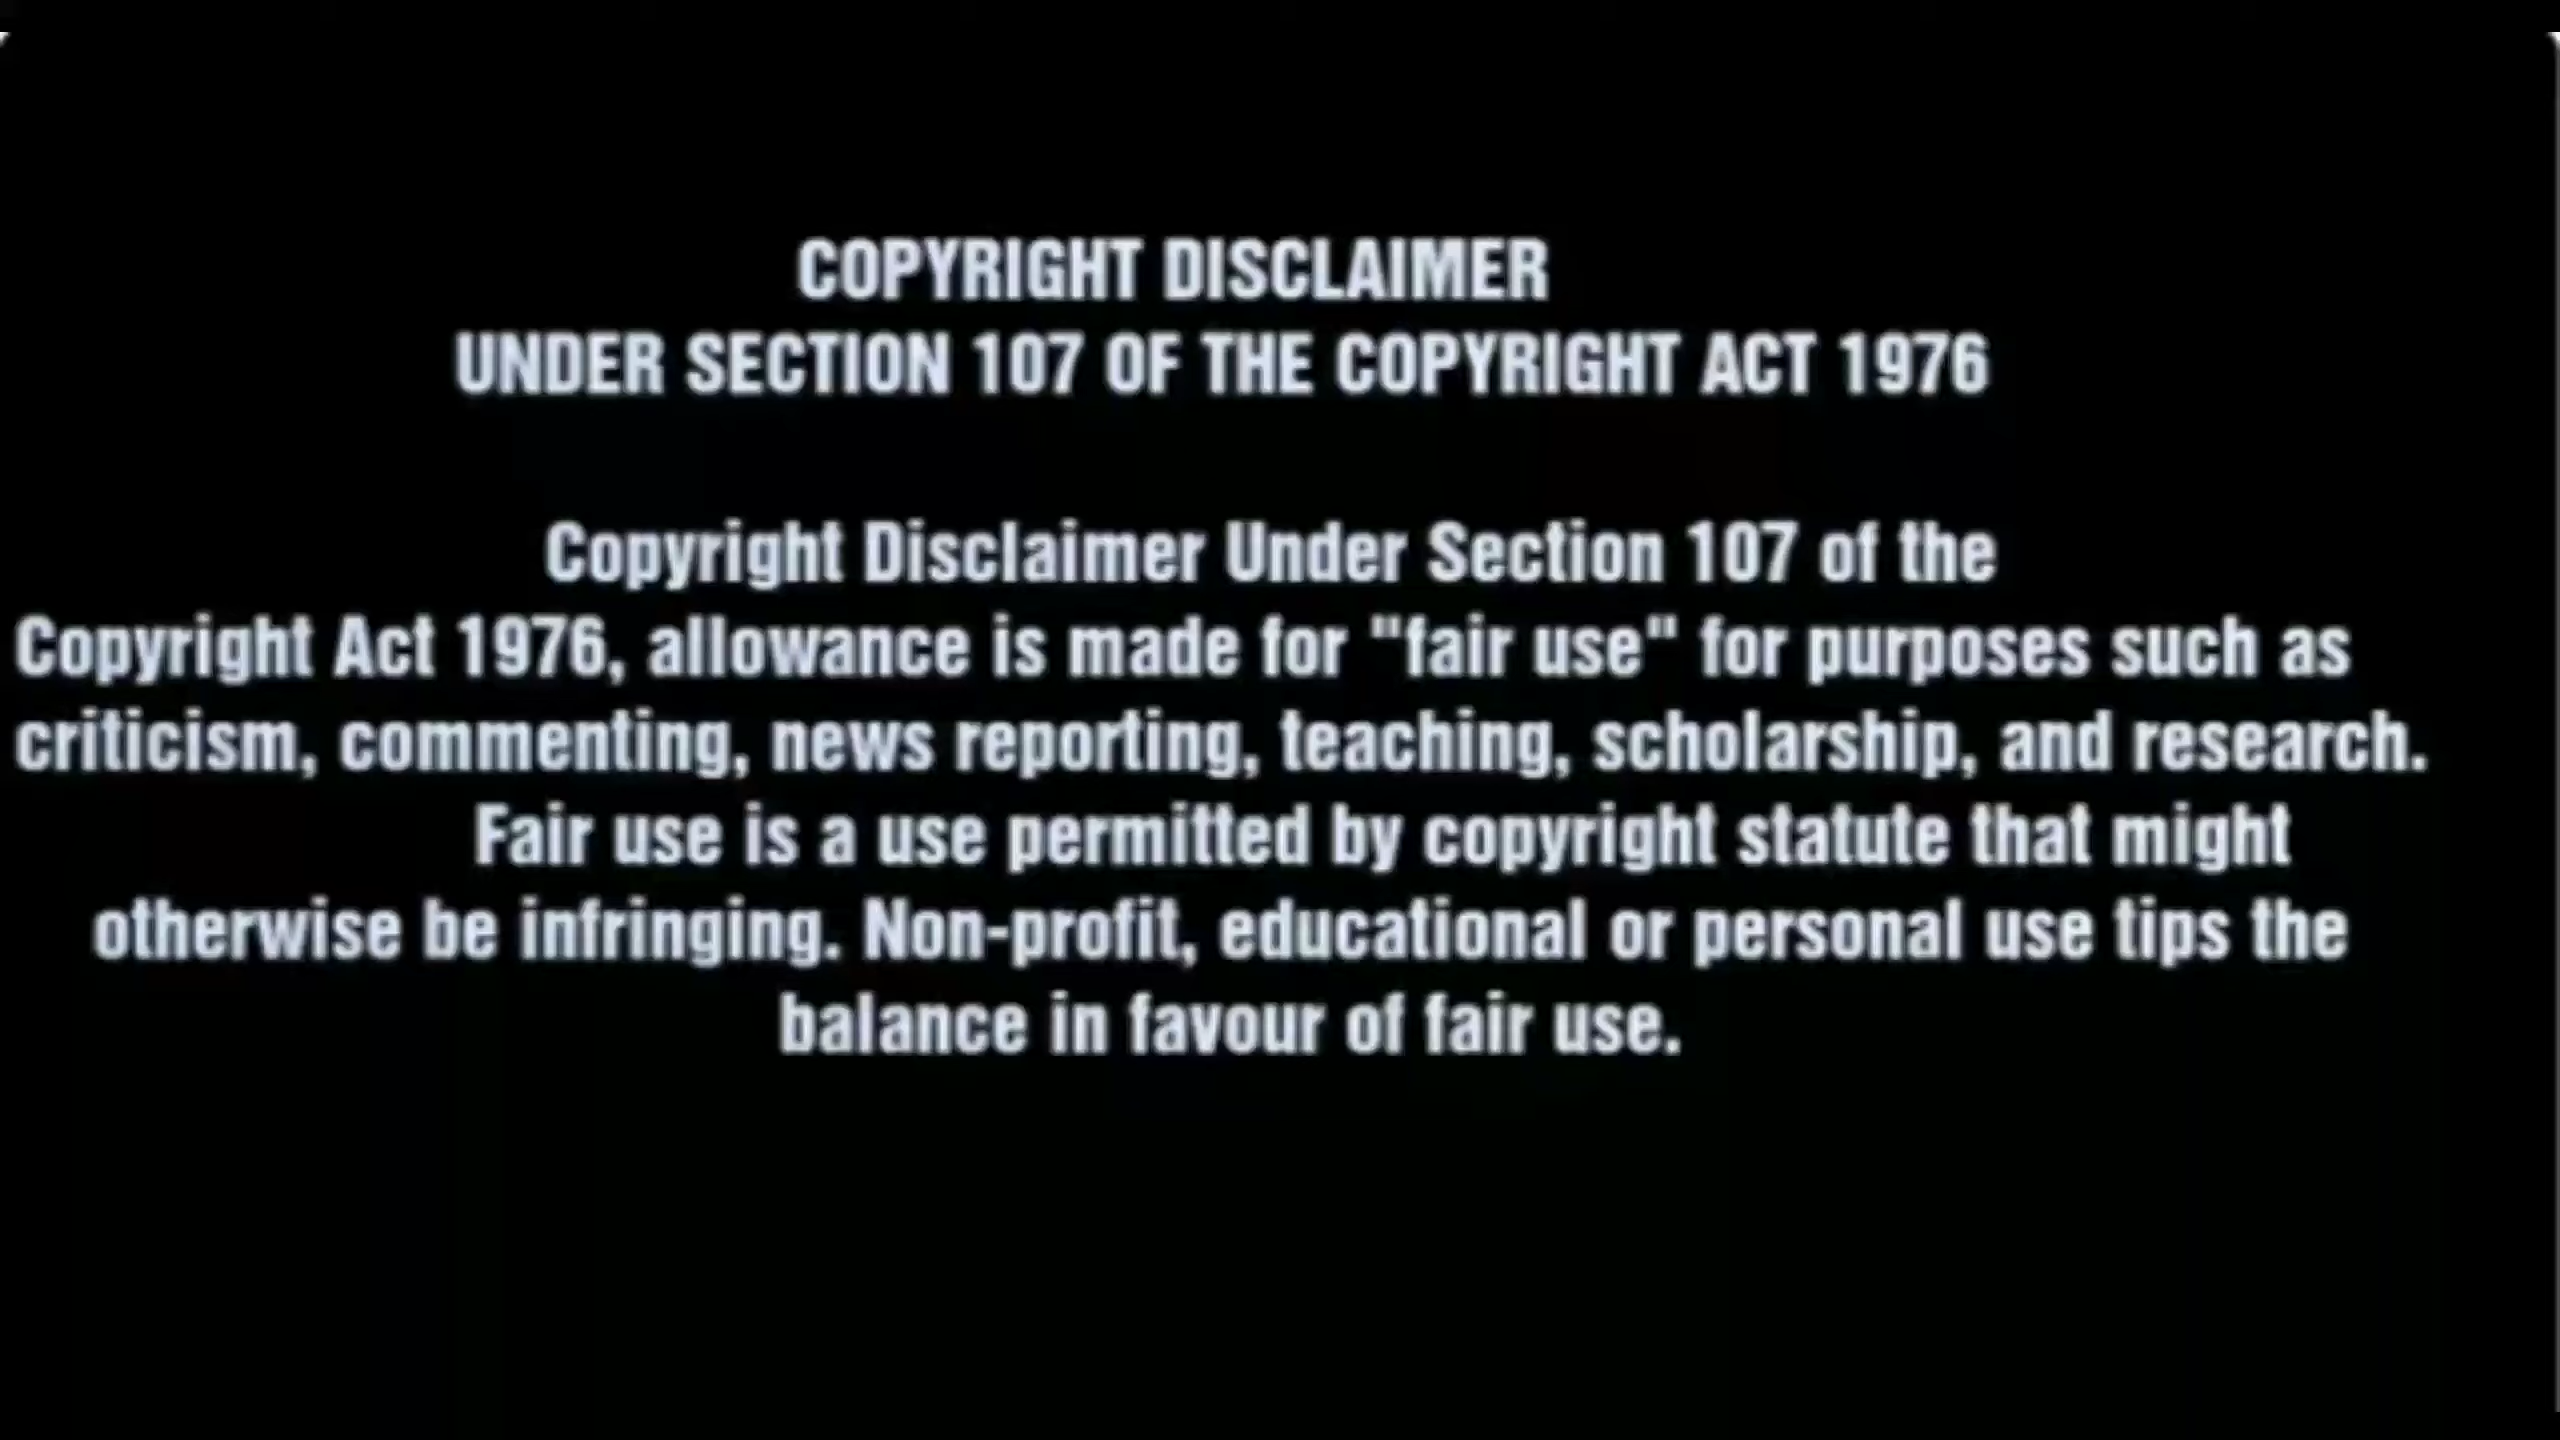 COPYRIGHT DISCLAIMER
UNDER SECTION 107 OF THE COPYRIGHT ACT 1976
Copyright Disclaimer Under Section 107 of the
Copyright Act 1976, allowance is made for "fair use" for purposes such as
criticism, commenting, news reporting, teaching, scholarship, and research.
Fair use is a use permitted by copyright statute that might
otherwise be infringing. Non-profit, educational or personal use tips the
balance in favour of fair use.